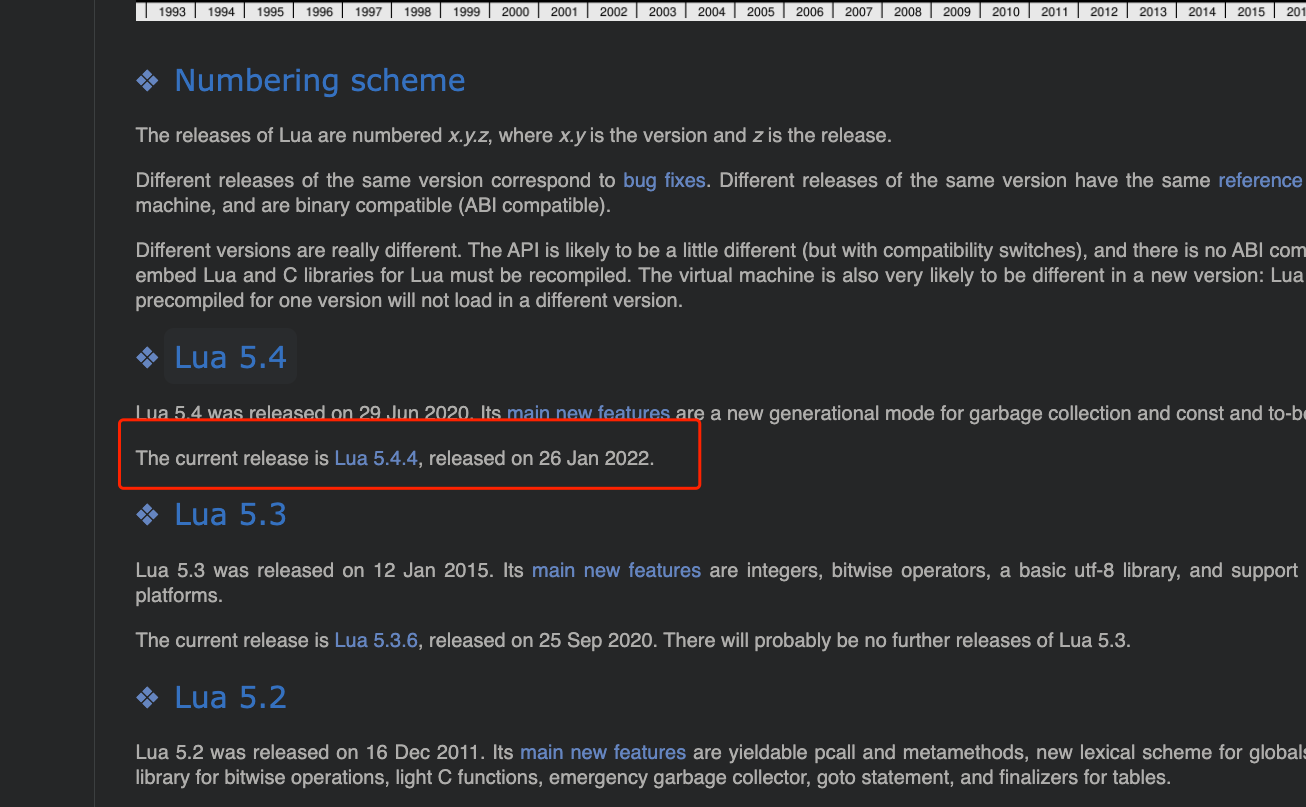 1993 1994 1995 1996 1997 1998 1999 2000 2001 2002 2003 2004 2005 2006 2007 2008 2009 2010 2011 2012 2013 2014 2015 201
Numbering scheme
The releases of Lua are numbered x.y.z, where x.y is the version and z is the release.
Different releases of the same version correspond to bug fixes. Different releases of the same version have the same reference
machine, and are binary compatible (ABI compatible).
Different versions are really different. The API is likely to be a little different (but with compatibility switches), and there is no ABI com
embed Lua and C libraries for Lua must be recompiled. The virtual machine is also very likely to be different in a new version: Lua
precompiled for one version will not load in a different version.
Lua 5.4
Lua 5.4 was released on 29 Jun 2020. Its main new features are a new generational mode for garbage collection and const and to-be
The current release is Lua 5.4.4, released on 26 Jan 2022.
Lua 5.3
Lua 5.3 was released on 12 Jan 2015. Its main new features are integers, bitwise operators, a basic utf-8 library, and support
platforms.
The current release is Lua 5.3.6, released on 25 Sep 2020. There will probably be no further releases of Lua 5.3.
Lua 5.2
Lua 5.2 was released on 16 Dec 2011. Its main new features are yieldable pcall and metamethods, new lexical scheme for globals
library for bitwise operations, light C functions, emergency garbage collector, goto statement, and finalizers for tables.